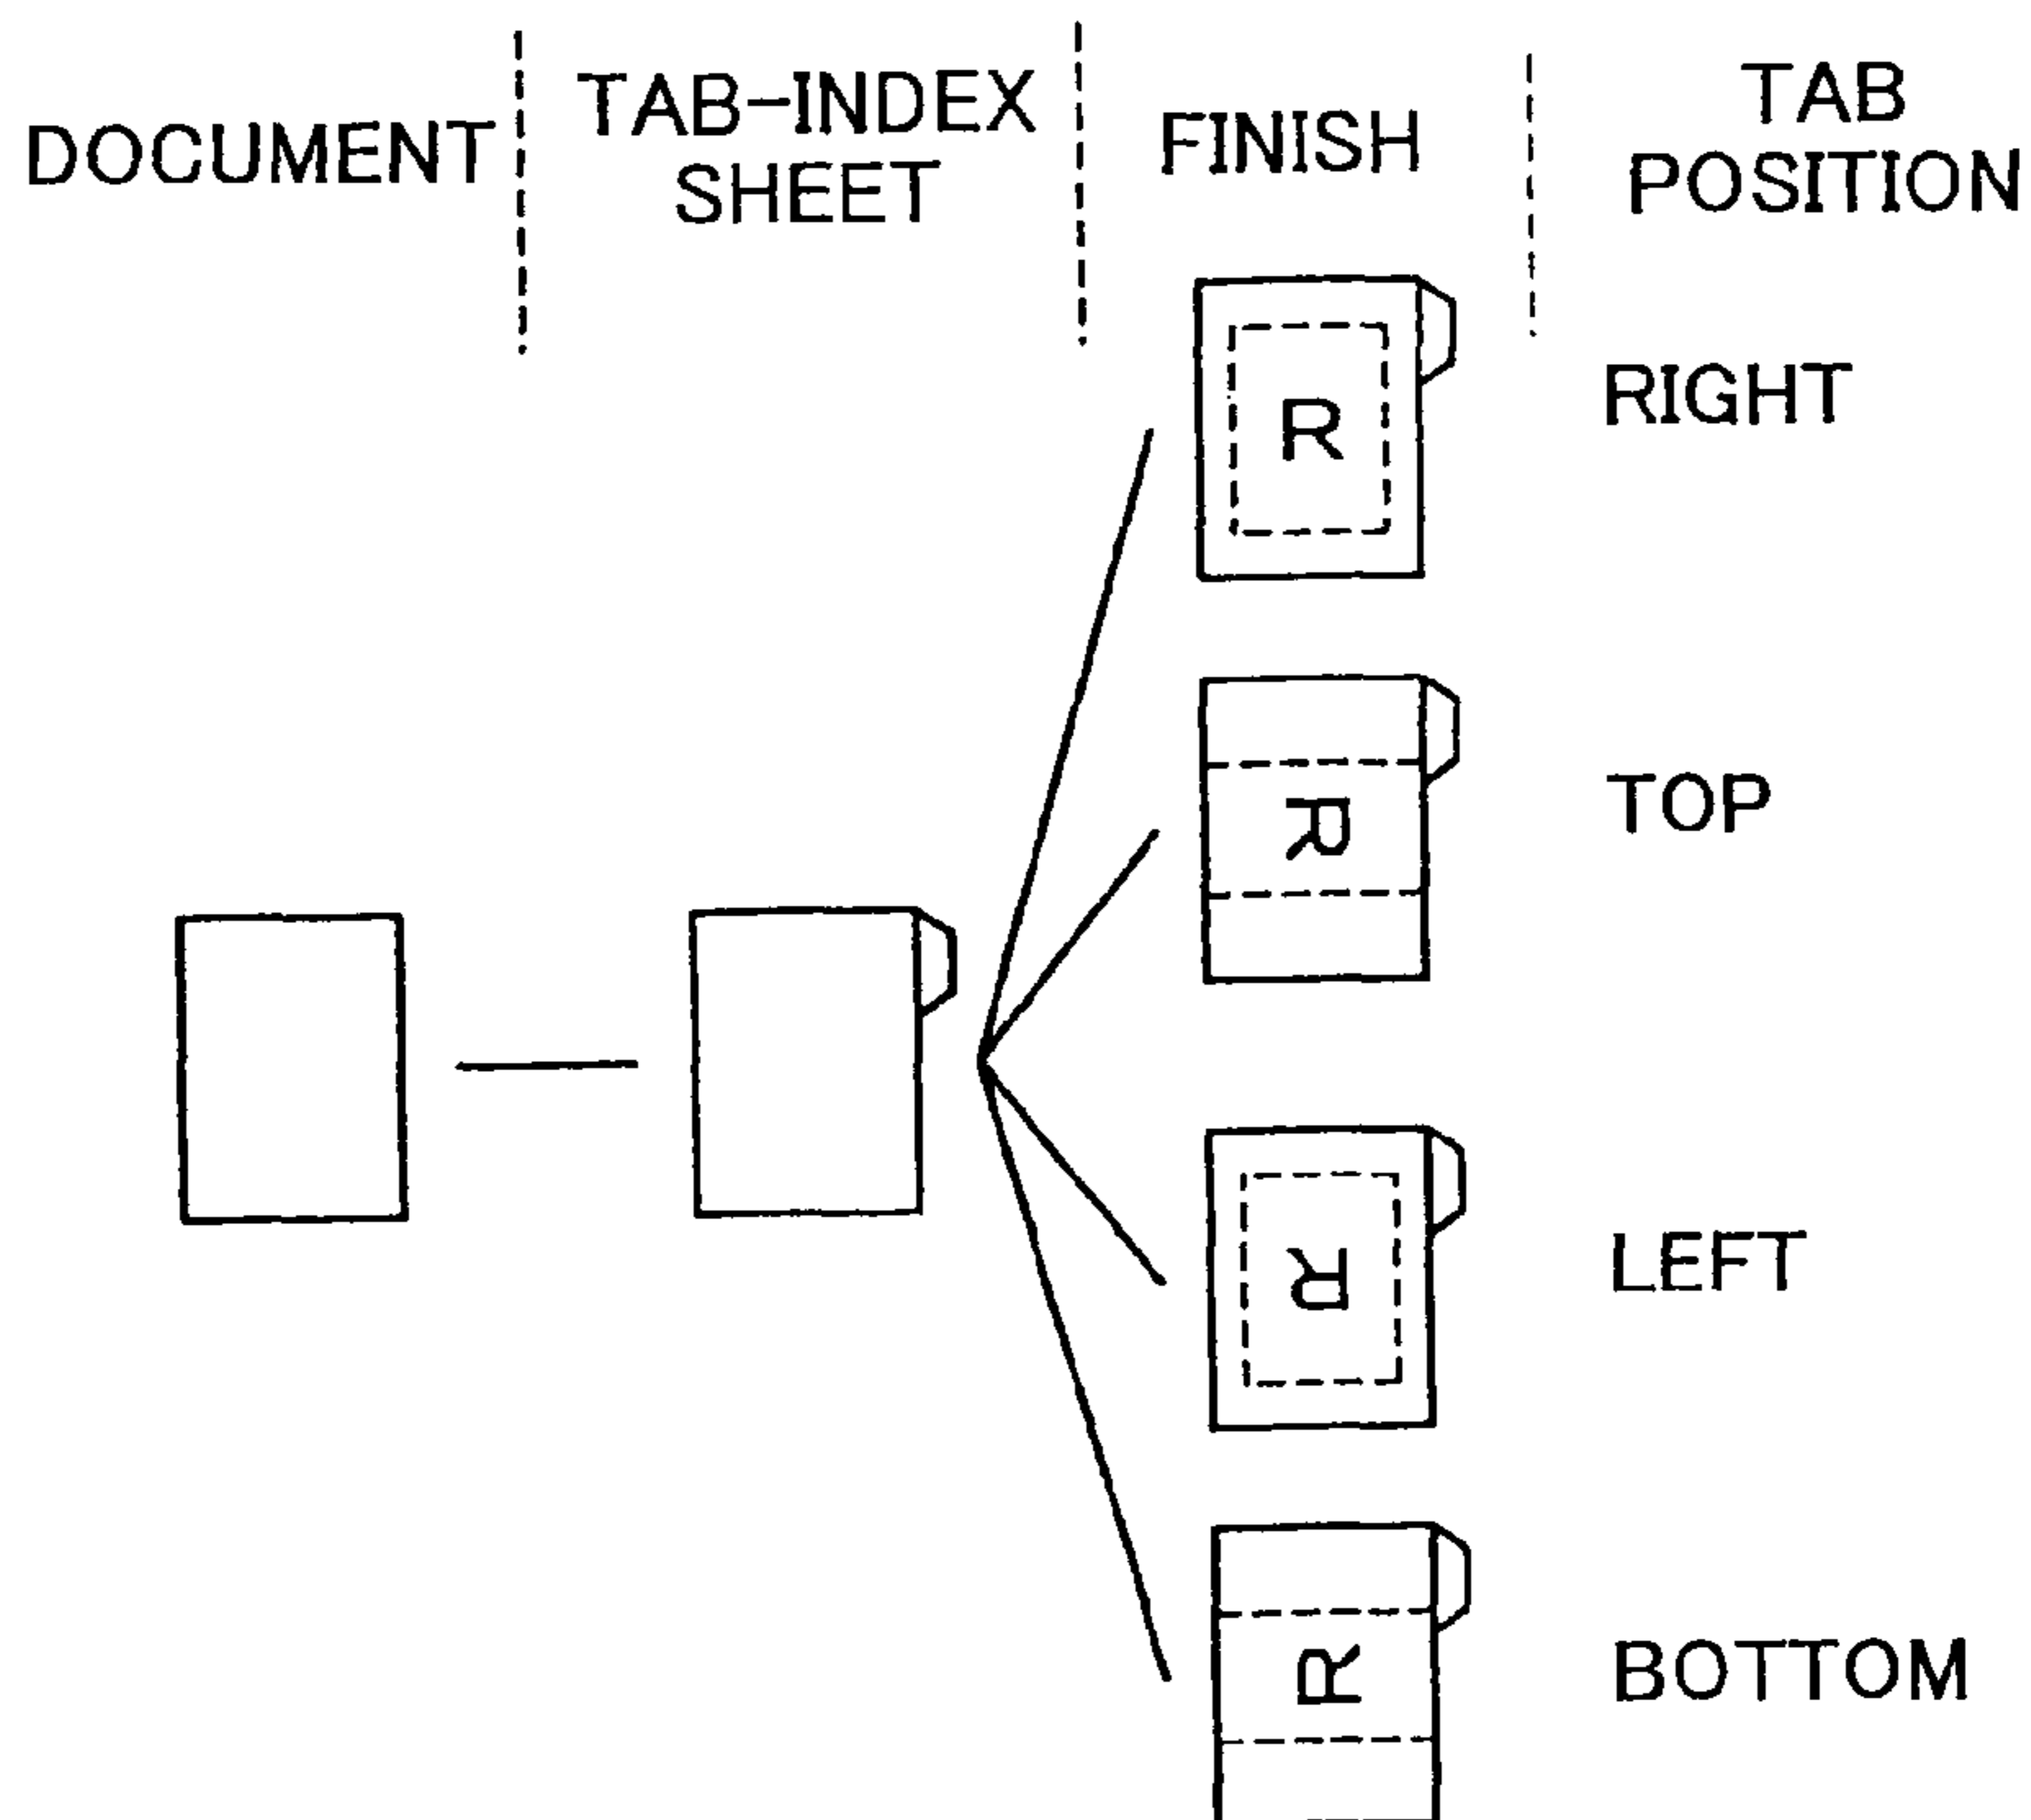 DOCUMENT
TAB-INDEX
SHEET
FINISH
TAB
POSITION
R
RIGHT
R
TOP
R
LEFT
R
BOTTOM